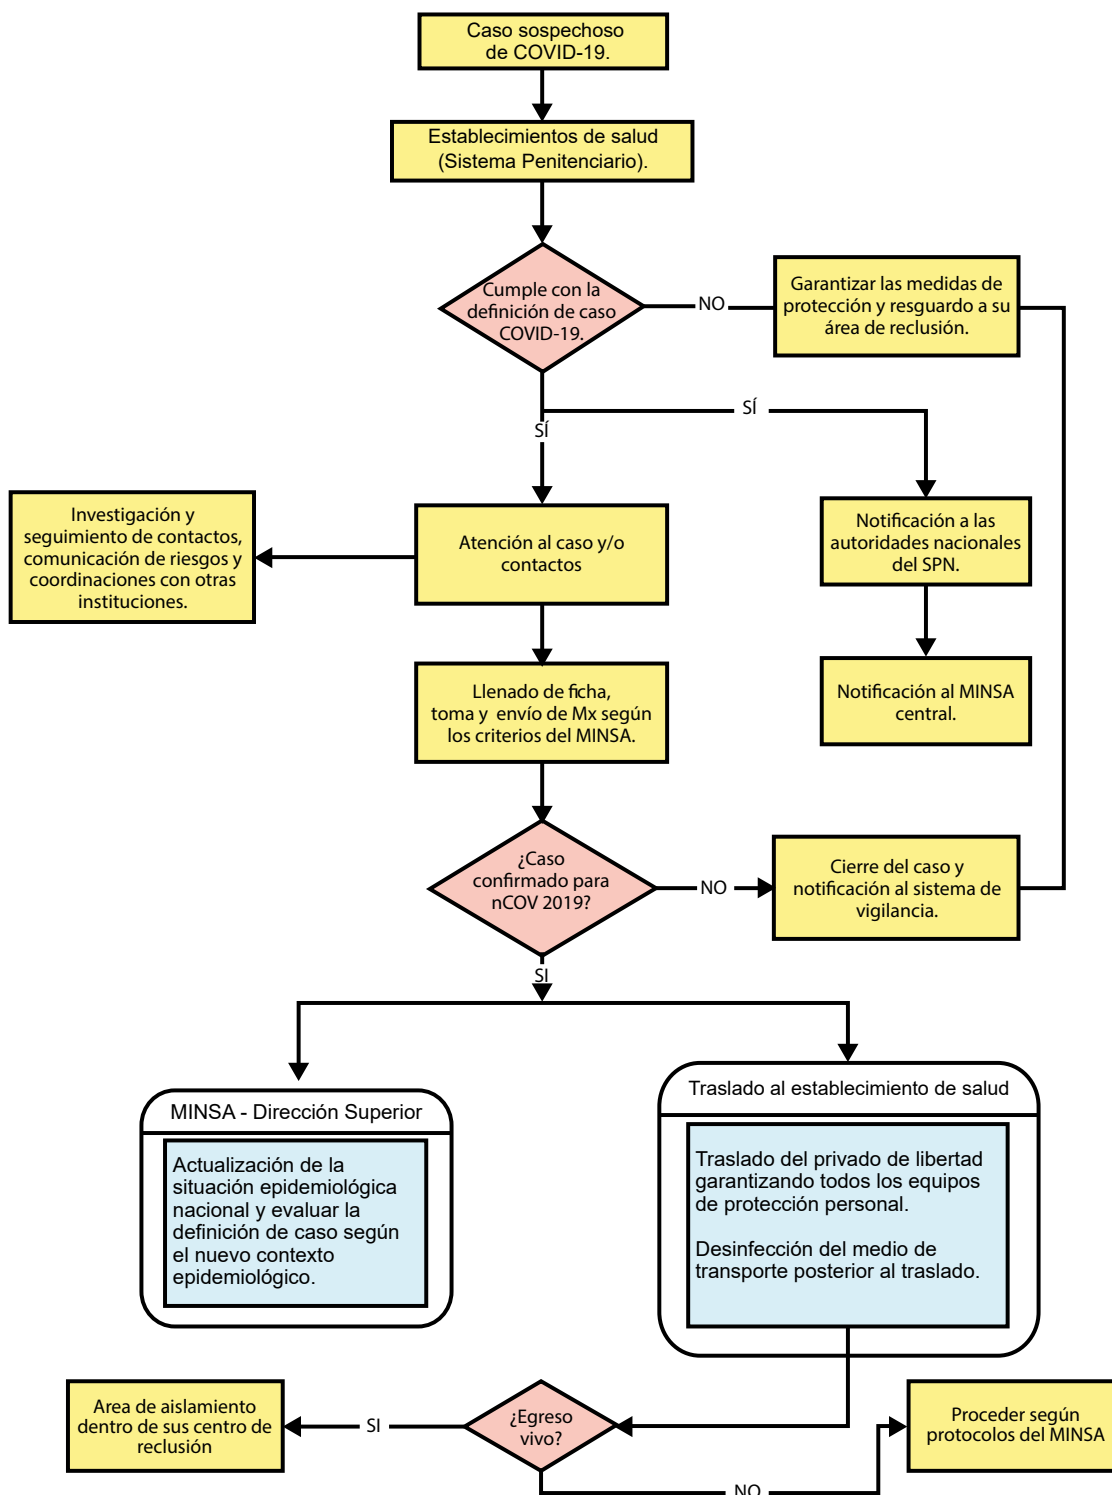 Caso sospechoso
de COVID-19.
Establecimientos de salud
(Sistema Penitenciario).
Cumple con la
definición de caso
COVID-19.
NO
Garantizar las medidas de
protección y resguardo a su
área de reclusión.
SÍ
SÍ
Investigación y
seguimiento de contactos,
comunicación de riesgos y
coordinaciones con otras
instituciones.
Atención al caso y/o
contactos
Notificación a las
autoridades nacionales
del SPN.
Llenado de ficha,
toma y envío de Mx según
los criterios del MINSA.
Notificación al MINSA
central.
¿Caso
confirmado para
nCOV 2019?
NO
Cierre del caso y
notificación al sistema de
vigilancia.
SI
MINSA - Dirección Superior
Actualización de la
situación epidemiológica
nacional y evaluar la
definición de caso según
el nuevo contexto
epidemiológico.
Traslado al establecimiento de salud
Traslado del privado de libertad
garantizando todos los equipos
de protección personal.
Desinfección del medio de
transporte posterior al traslado.
Area de aislamiento
dentro de sus centro de
reclusión
SI
¿Egreso
vivo?
Proceder según
protocolos del MINSA
NO